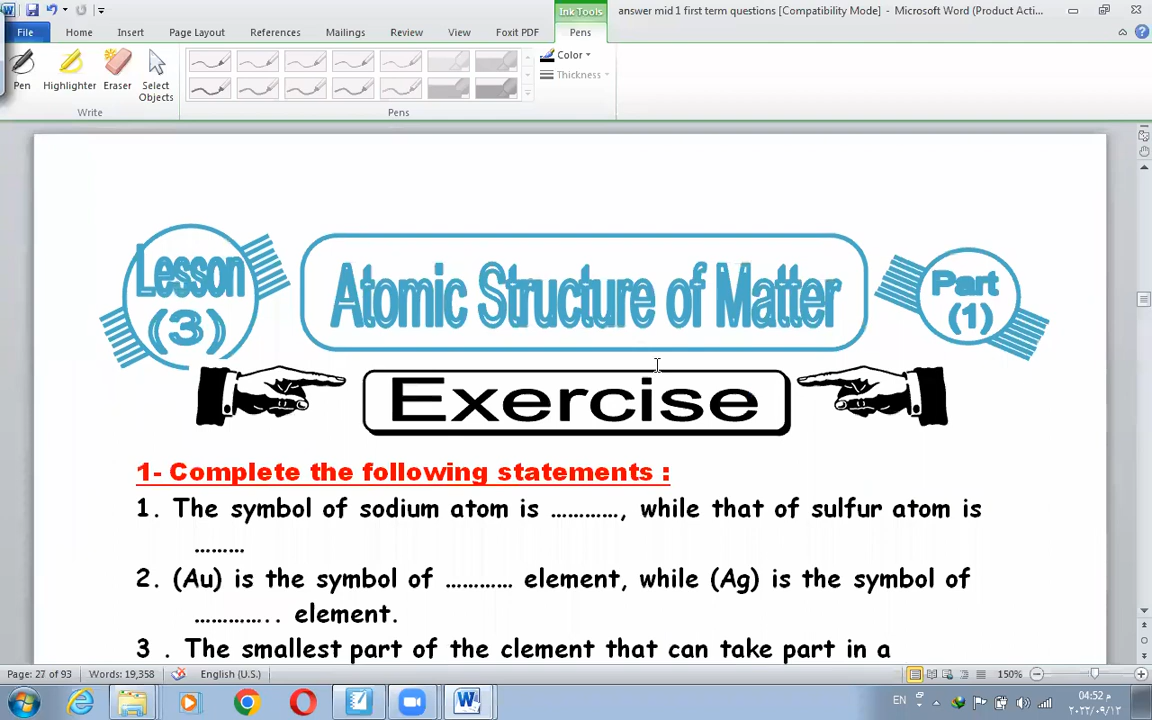 Ink Tools
answer mid 1 first term questions [Compatibility Mode] - Microsoft Word (Product Acti...
File Home Insert Page Layout References Mailings Review View Foxit PDF Pens
Pen Highlighter Eraser Select Objects
Color
Thickness
Write Pens
Lesson (3)
Atomic Structure of Matter
Part (1)
Exercise
1- Complete the following statements :
1. The symbol of sodium atom is …………, while that of sulfur atom is
………
2. (Au) is the symbol of ………… element, while (Ag) is the symbol of
………….. element.
3 . The smallest part of the clement that can take part in a
Page: 27 of 93 Words: 19,358 English (U.S.) 150%
EN
04:52 م
٢٠٢٢/٠٩/١٢